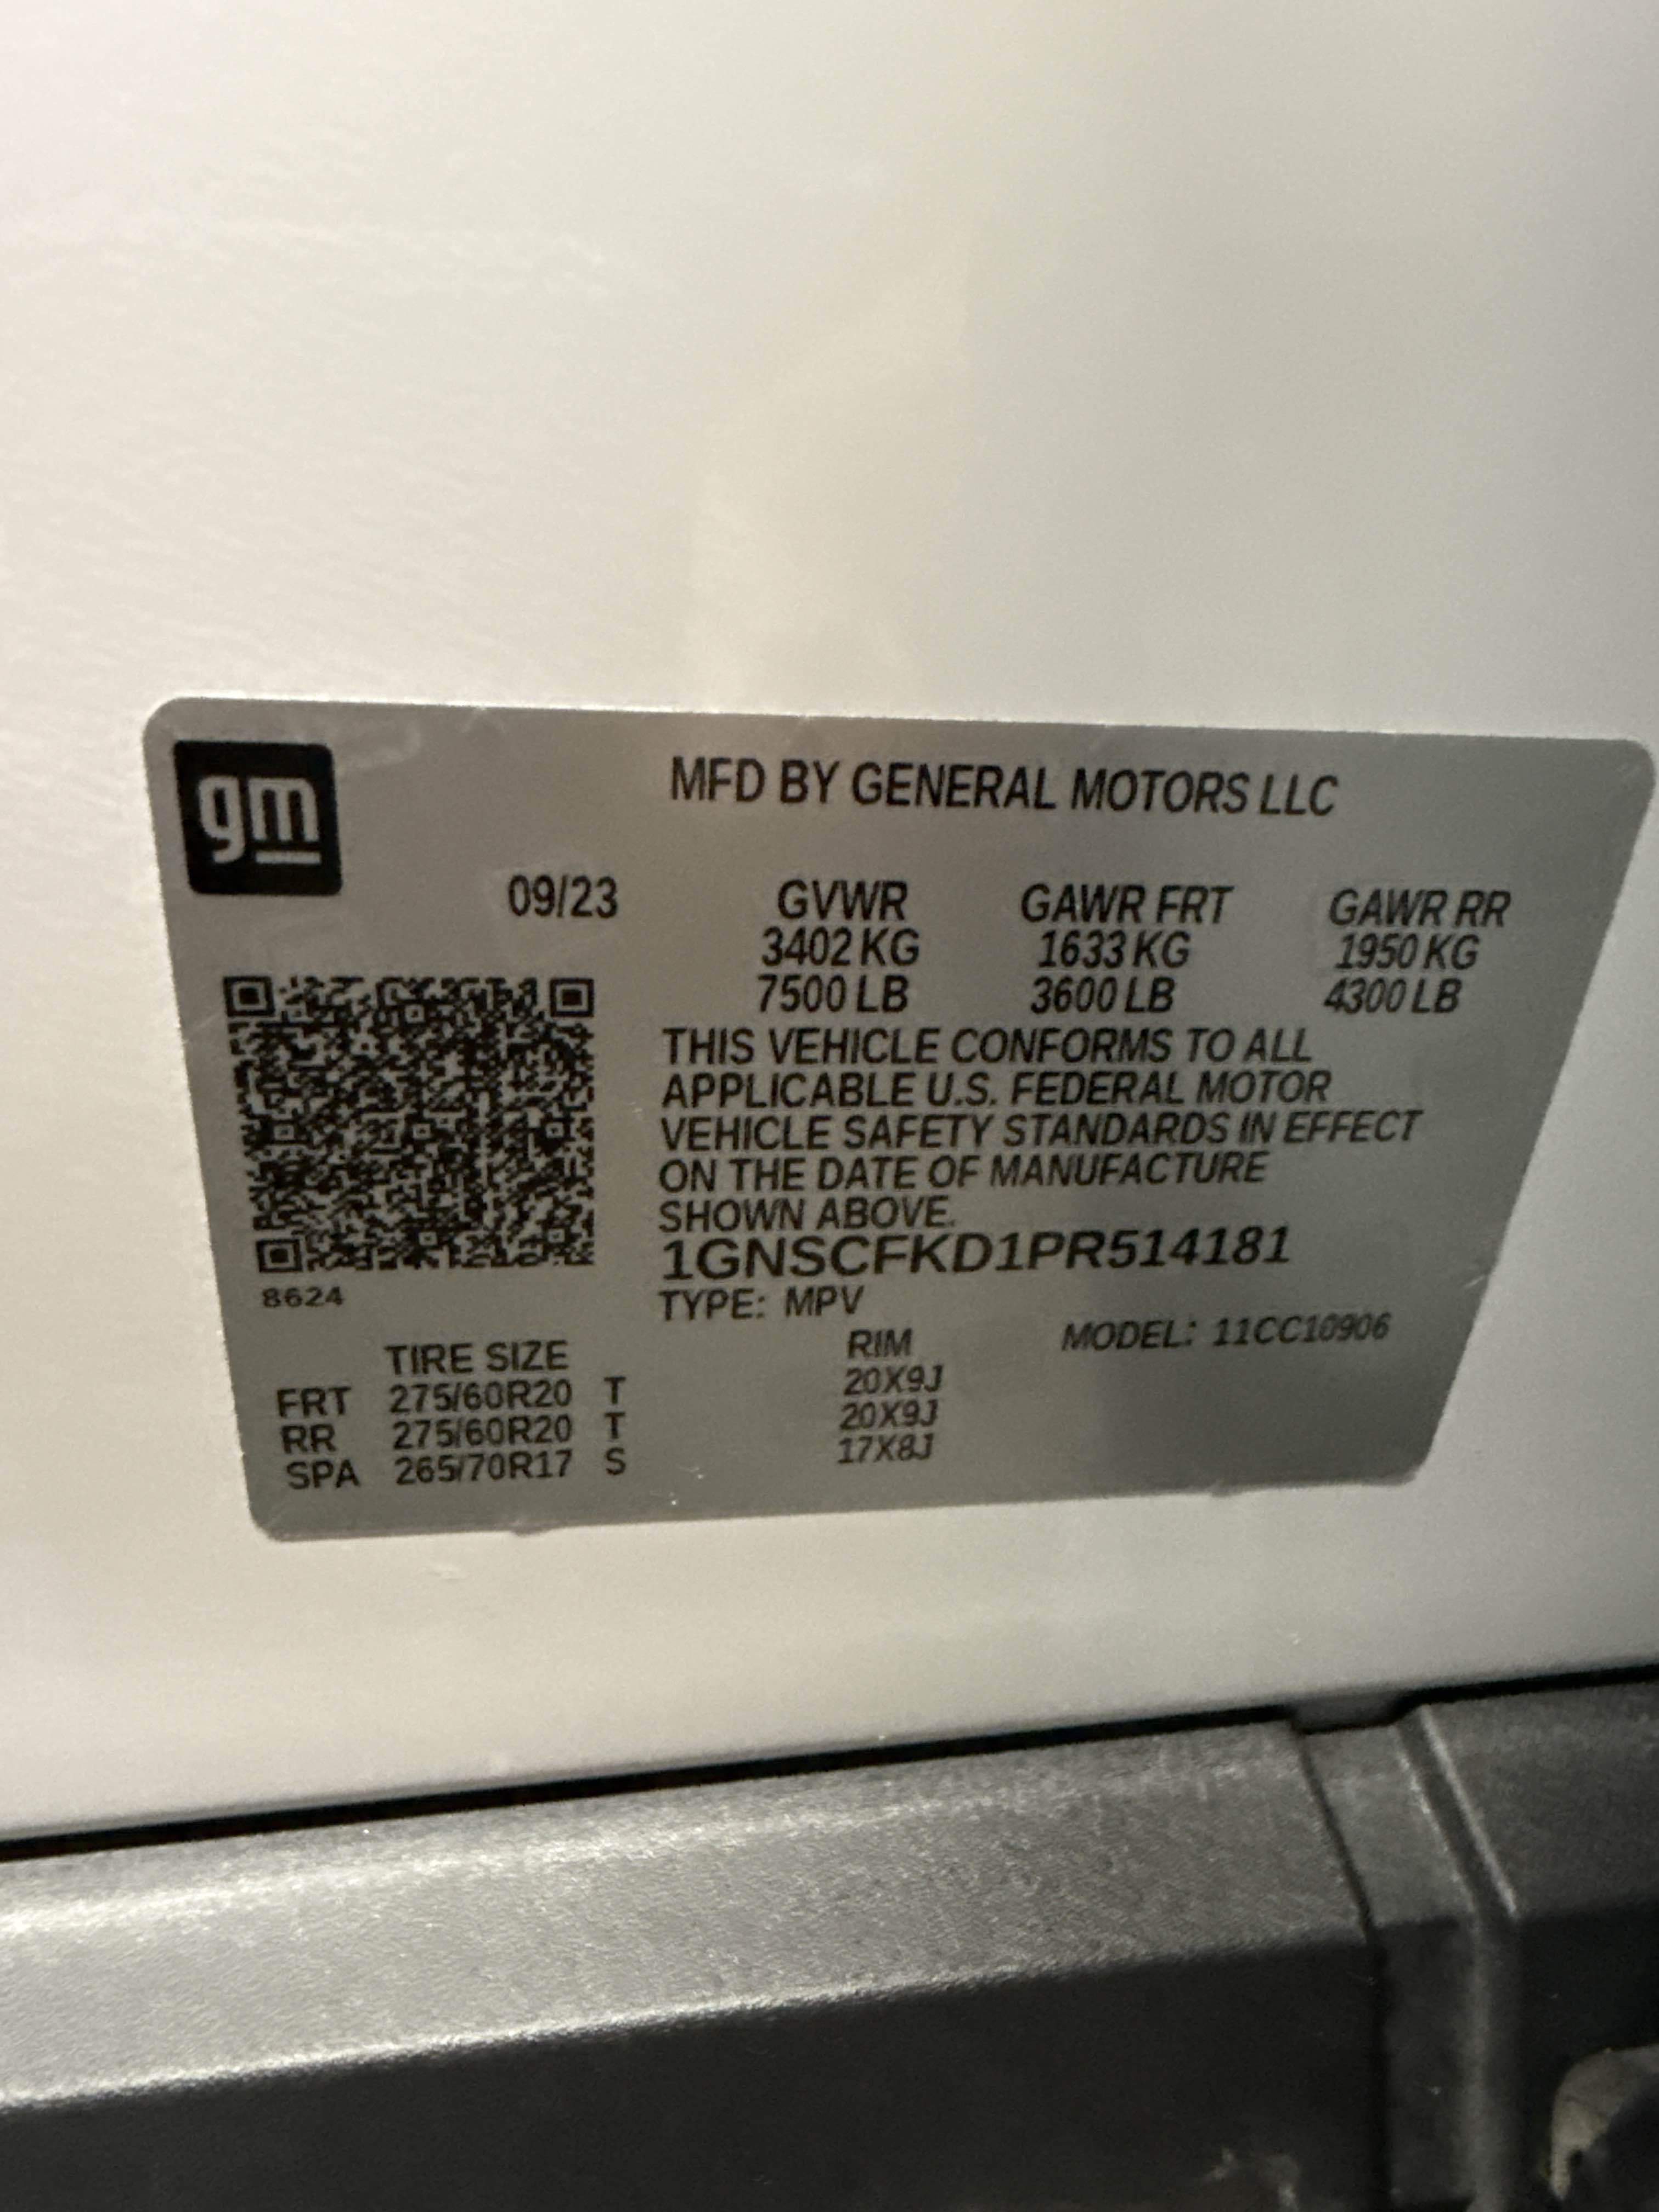 gm
MFD BY GENERAL MOTORS LLC
09/23 GVWR GAWR FRT GAWR RR
3402 KG 1633 KG 1950 KG
7500 LB 3600 LB 4300 LB
THIS VEHICLE CONFORMS TO ALL
APPLICABLE U.S. FEDERAL MOTOR
VEHICLE SAFETY STANDARDS IN EFFECT
ON THE DATE OF MANUFACTURE
SHOWN ABOVE.
1GNSCFKD1PR514181
8624
TYPE: MPV
MODEL: 11CC10906
TIRE SIZE RIM
FRT 275/60R20 T 20X9J
RR 275/60R20 T 20X9J
SPA 265/70R17 S 17X8J